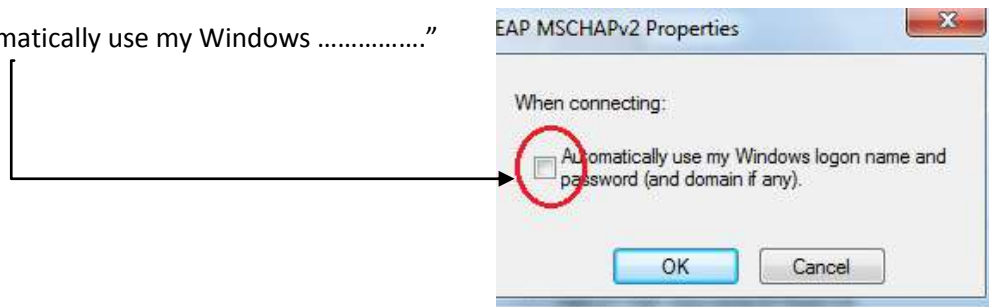 matically use my Windows …………….”
EAP MSCHAPv2 Properties
When connecting:
Automatically use my Windows logon name and
password (and domain if any).
OK
Cancel